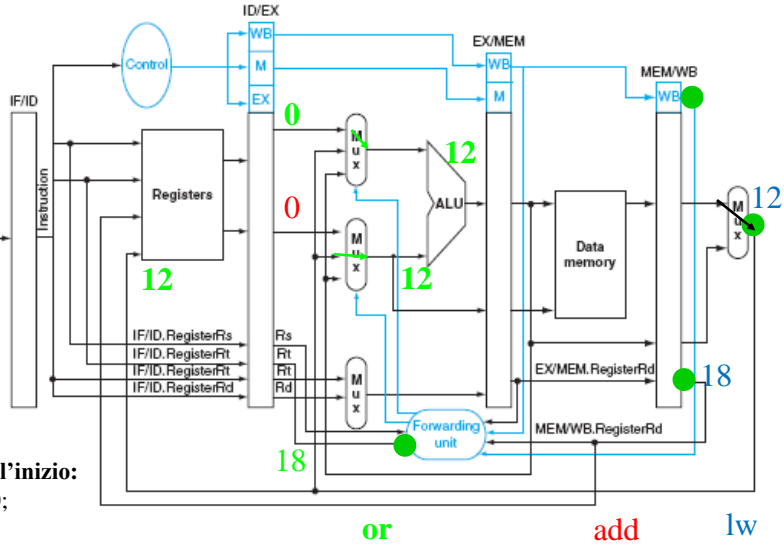 ID/EX
WB
EX/MEM
Control
M
WB
MEM/WB
IF/ID
EX
M
WB
0
M
u
x
12
Instruction
Registers
ALU
12
M
u
x
0
M
u
x
Data
memory
12
12
IF/ID.RegisterRs
Rs
IF/ID.RegisterRt
Rt
IF/ID.RegisterRt
Rt
M
u
x
EX/MEM.RegisterRd
18
IF/ID.RegisterRd
Rd
Forwarding
unit
MEM/WB.RegisterRd
18
l'inizio:
;
or
add
lw